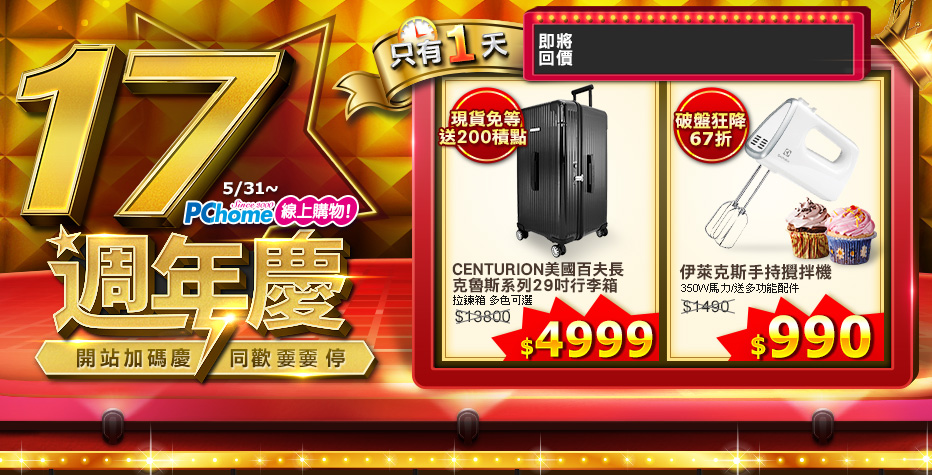 17
5/31~
Since 2000
PChome 線上購物!
週年慶
開站加碼慶 同歡耍耍停
只有1天
即將
回價
現貨免等
送200積點
CENTURION美國百夫長
克魯斯系列29吋行李箱
拉鍊箱 多色可選
$13800
$4999
破盤狂降
67折
伊萊克斯手持攪拌機
350W馬力/送多功能配件
$1490
$990